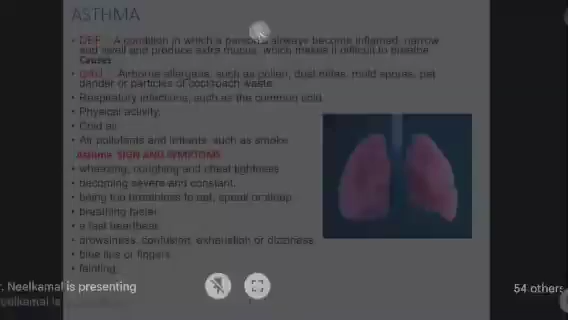 ASTHMA
• DEF : A condition in which a person's airways become inflamed, narrow
and swell and produce extra mucus, which makes it difficult to breathe.
Causes
• Airborne allergens, such as pollen, dust mites, mold spores, pet
dander or particles of cockroach waste.
• Respiratory infections, such as the common cold.
• Physical activity.
• Cold air.
• Air pollutants and irritants, such as smoke.
Asthma SIGN AND SYMPTOMS
• wheezing, coughing and chest tightness
• becoming severe and constant.
• being too breathless to eat, speak or sleep.
• breathing faster.
• a fast heartbeat.
• drowsiness, confusion, exhaustion or dizziness.
• blue lips or fingers.
• fainting.
r. Neelkamal is presenting
54 others